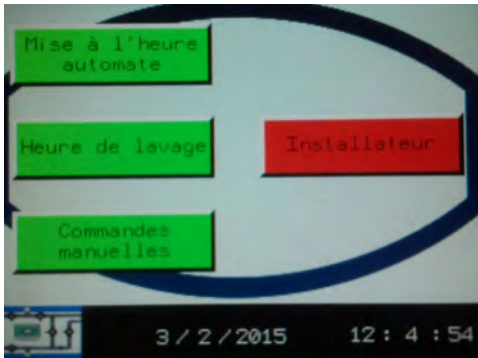 Mise à l'heure
automate
Heure de lavage
Installateur
Commandes
manuelles
3/2/2015
12: 4 :54